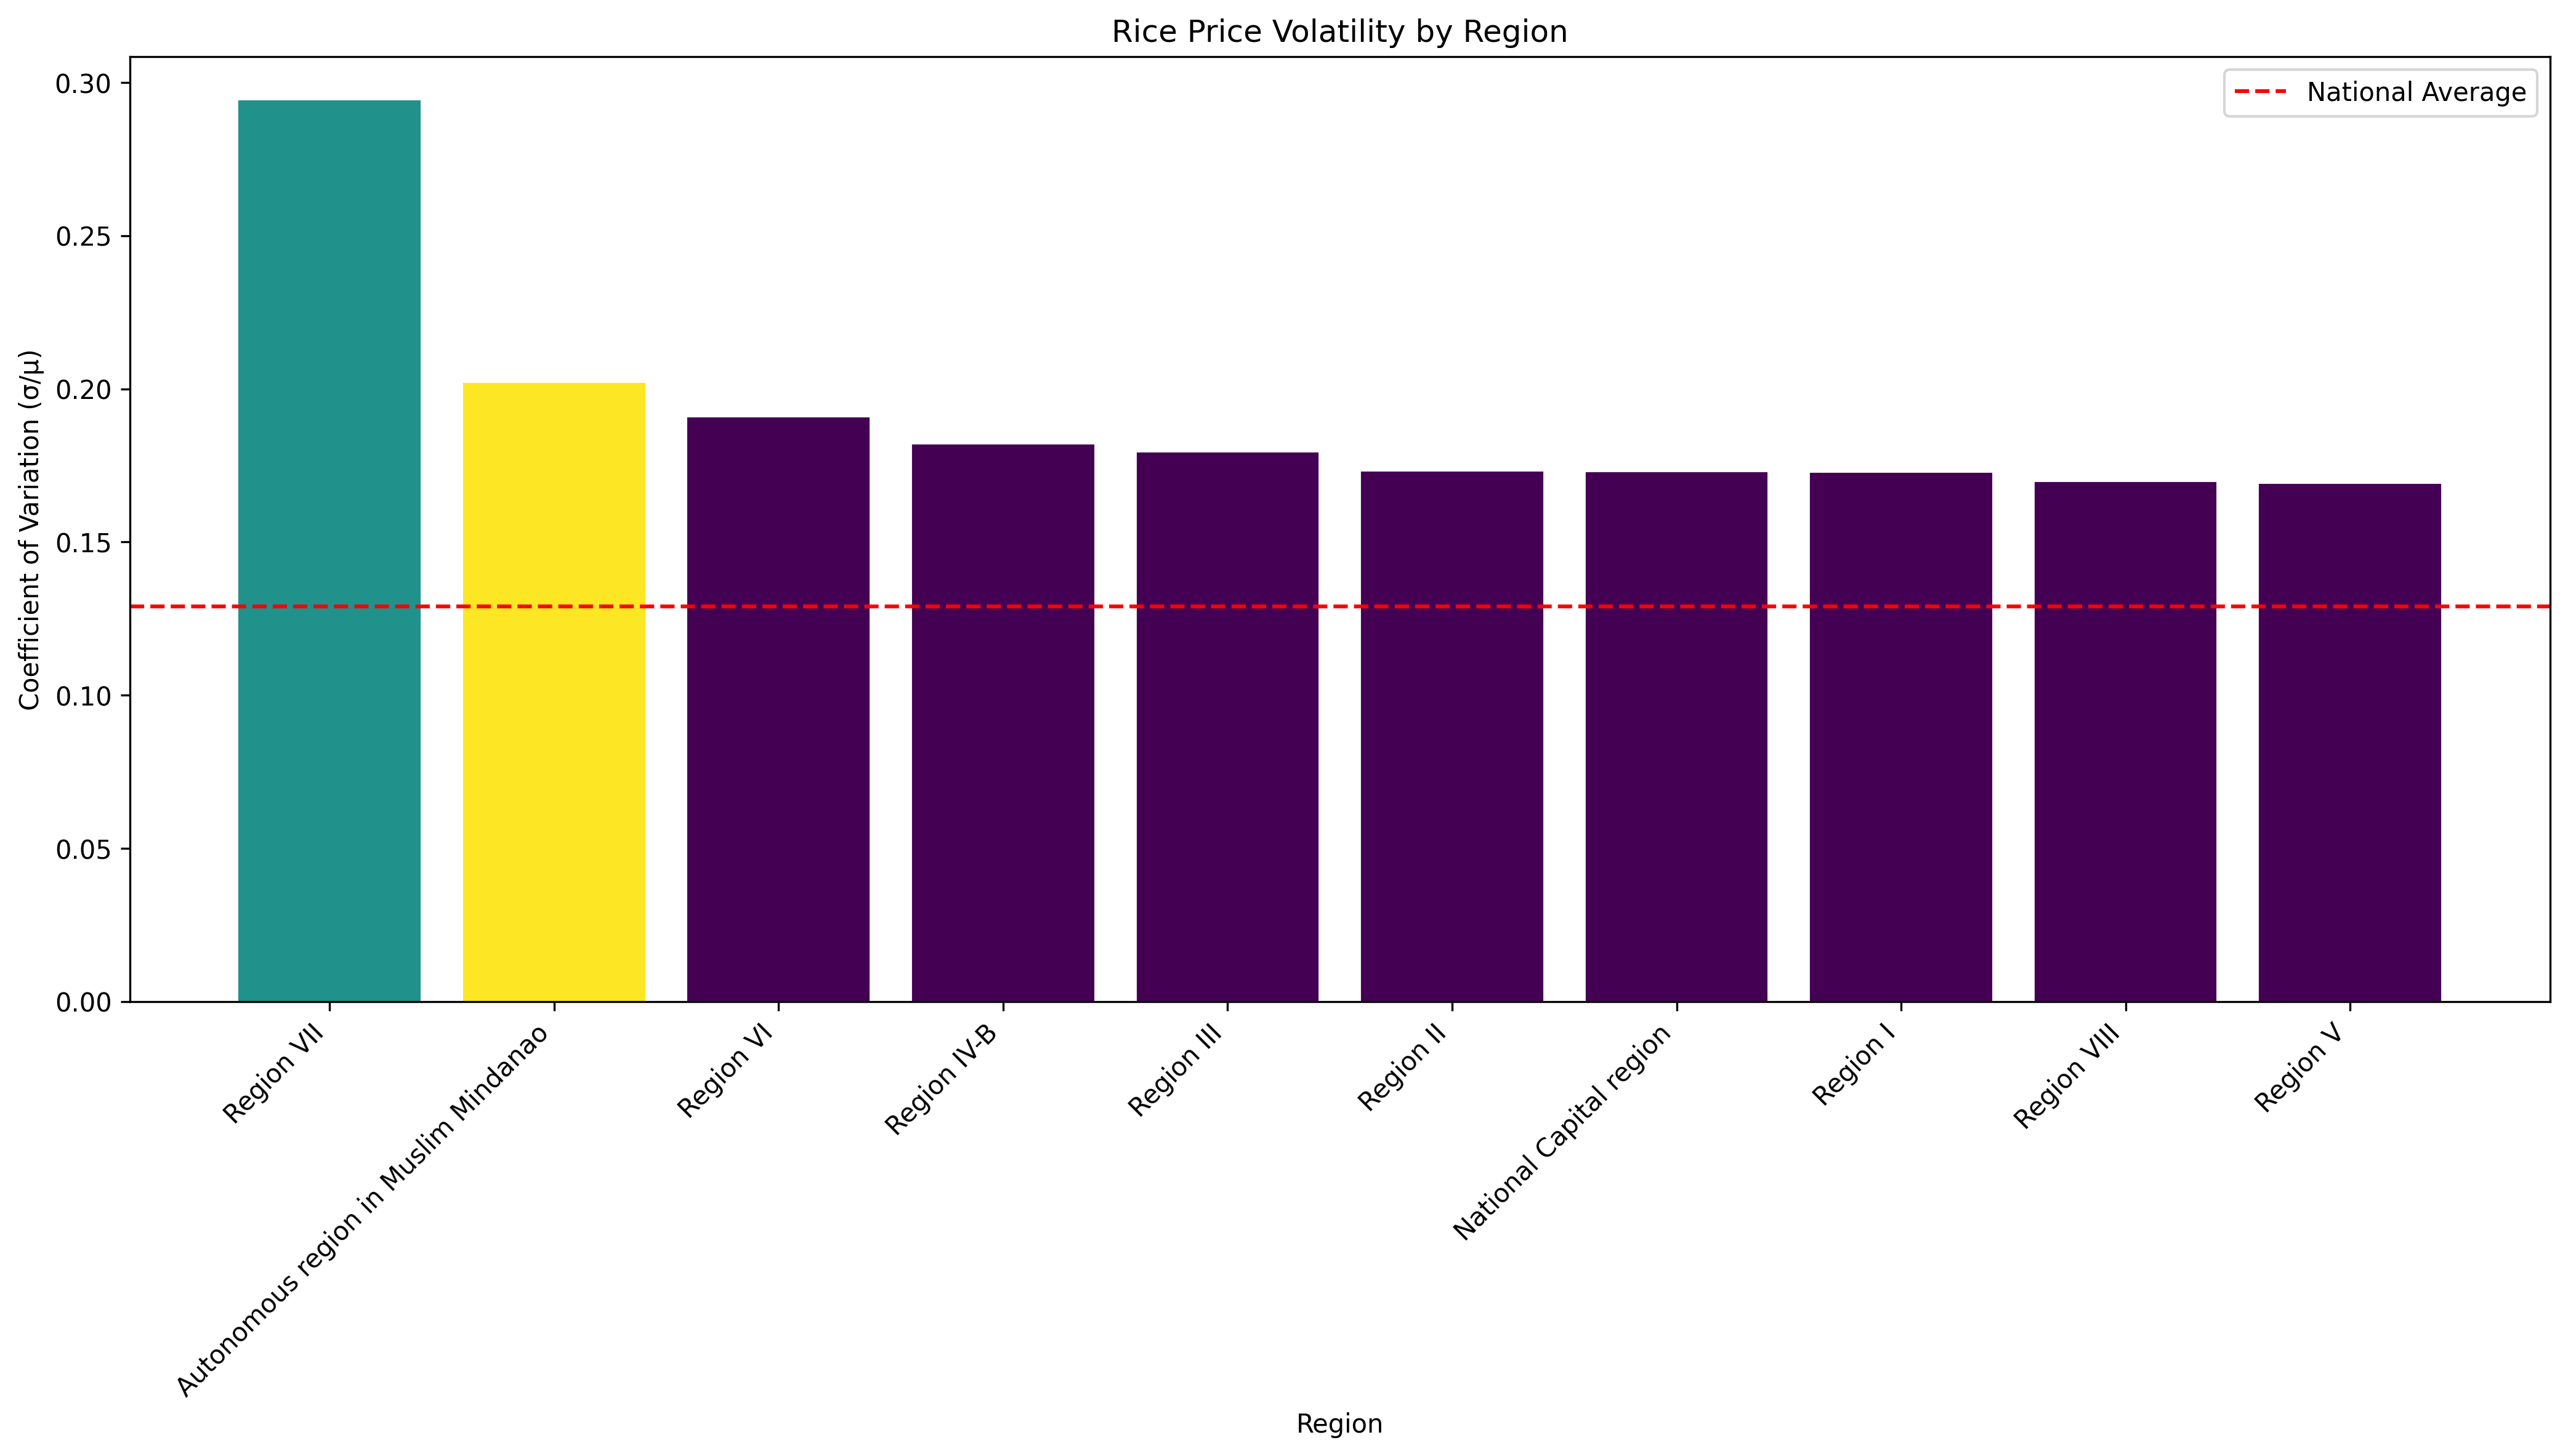 Rice Price Volatility by Region
National Average
Coefficient of Variation (σ/μ)
0.30
0.25
0.20
0.15
0.10
0.05
0.00
Region VII
Autonomous region in Muslim Mindanao
Region VI
Region IV-B
Region III
Region II
National Capital region
Region I
Region VIII
Region V
Region